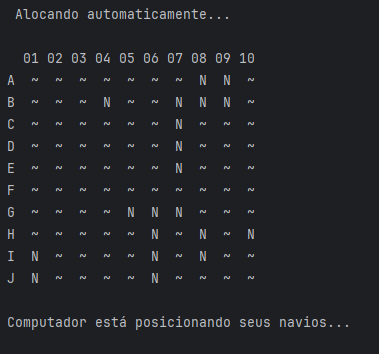 Alocando automaticamente...
01 02 03 04 05 06 07 08 09 10
A ~ ~ ~ ~ ~ ~ ~ N N ~
B ~ ~ ~ N ~ ~ N N N ~
C ~ ~ ~ ~ ~ ~ N ~ ~ ~
D ~ ~ ~ ~ ~ ~ N ~ ~ ~
E ~ ~ ~ ~ ~ ~ N ~ ~ ~
F ~ ~ ~ ~ ~ ~ ~ ~ ~ ~
G ~ ~ ~ ~ N N N ~ ~ ~
H ~ ~ ~ ~ ~ N ~ N ~ N
I N ~ ~ ~ ~ N ~ N ~ ~
J N ~ ~ ~ ~ N ~ ~ ~ ~
Computador está posicionando seus navios...